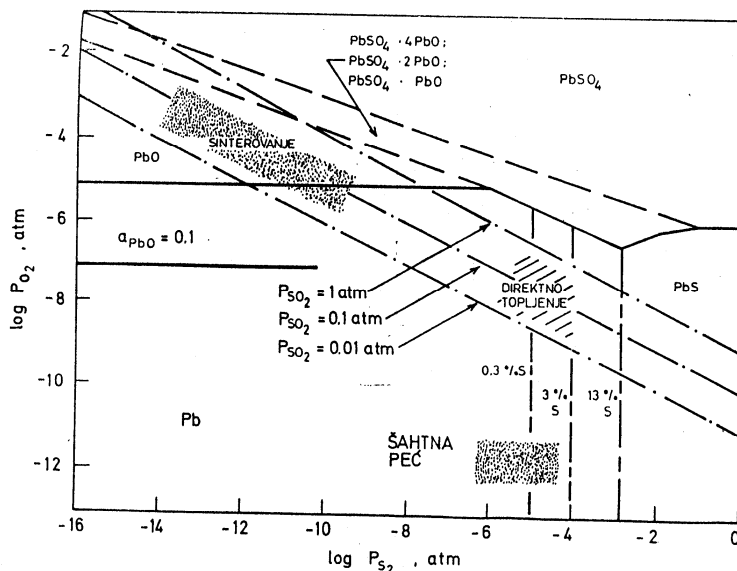 PbSO4 · 4PbO ;
PbSO4 · 2PbO ;
PbSO4 · PbO
PbSO4
SINTEROVANJE
PbO
aPbO = 0.1
PSO2 = 1 atm
PSO2 = 0.1 atm
PSO2 = 0.01 atm
DIREKTNO
TOPLJENJE
PbS
0.3 %S
3 %
S
13 %
S
Pb
ŠAHTNA
PEĆ
log PO2 , atm
-2
-4
-6
-8
-10
-12
-16
-14
-12
-10
-8
-6
-4
-2
0
log PS2 , atm